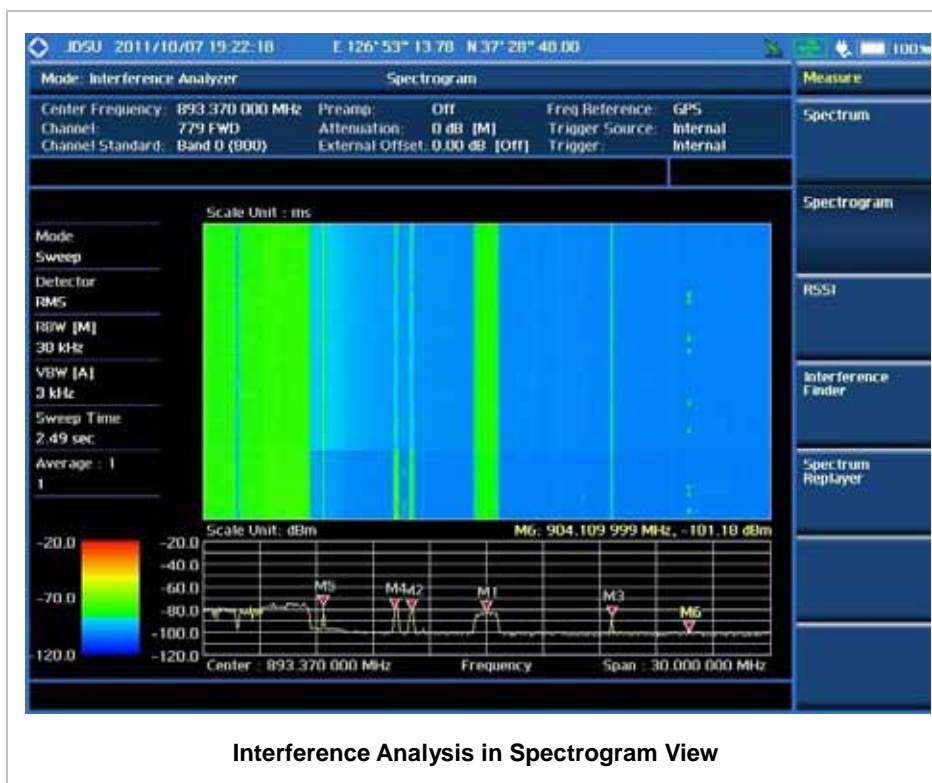 JDSU 2011/10/07 19:22:18 E 126° 53" 13.78 N 37° 28" 48.00 100%
Mode: Interference Analyzer Spectrogram
Measure
Center Frequency: 893.370 000 MHz Preamp: Off Freq Reference: GPS
Channel: 779 FWD Attenuation: 0 dB [M] Trigger Source: Internal
Channel Standard: Band 0 (800) External Offset: 0.00 dB [Off] Trigger: Internal
Spectrum
Spectrogram
RSSI
Interference
Finder
Spectrum
Replayer
Scale Unit : ms
Mode
Sweep
Detector
RMS
RBW [M]
30 kHz
VBW [A]
3 kHz
Sweep Time
2.49 sec
Average : 1
1
Scale Unit: dBm M6: 904.109 999 MHz, -101.18 dBm
-20.0
-70.0
-120.0
-20.0
-40.0
-60.0
-80.0
-100.0
-120.0
M5 M4 M2 M1 M3 M6
Center : 893.370 000 MHz Frequency Span : 30.000 000 MHz
Interference Analysis in Spectrogram View